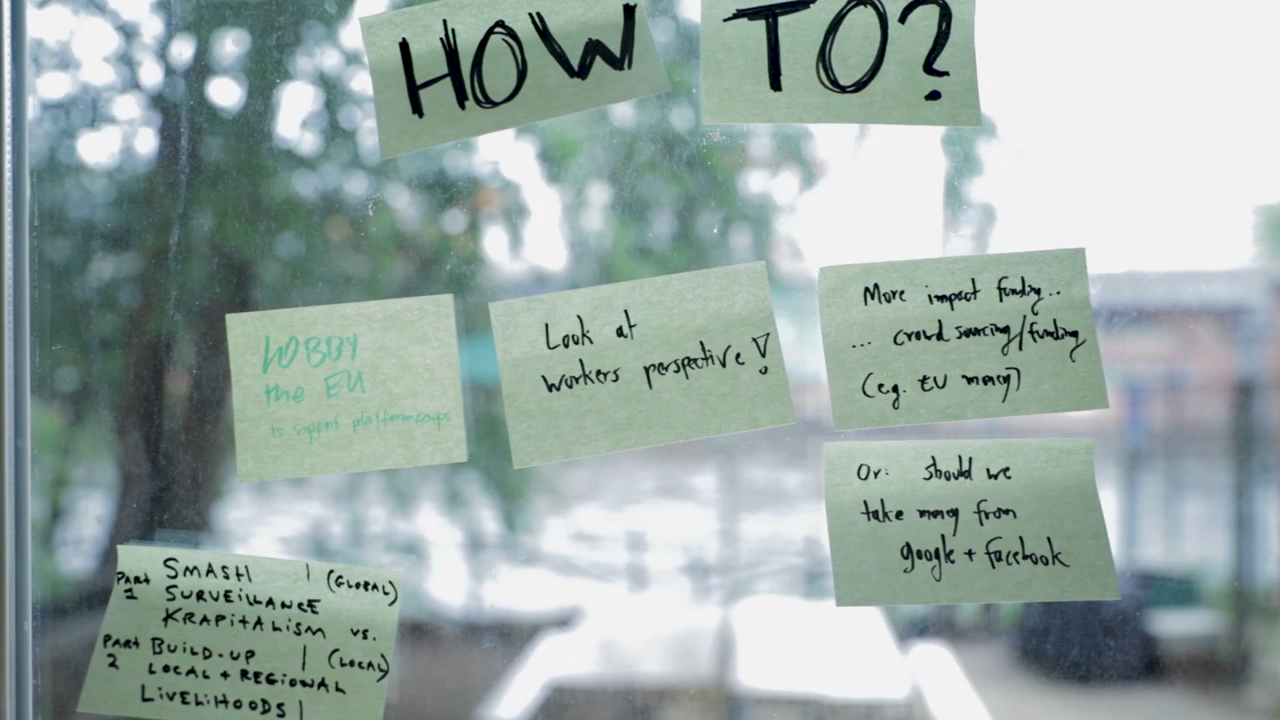 HOW TO?
LOBBY
the EU
to support platformcoops
Look at
workers perspective!
More impact funding..
... crowd sourcing/funding
(e.g. EU money)
Or: should we
take money from
google + facebook
PART 1 SMASH | (GLOBAL)
SURVEILLANCE
KRAPITALISM vs.
PART 2 BUILD-UP | (LOCAL)
LOCAL + REGIONAL
LIVELIHOODS|